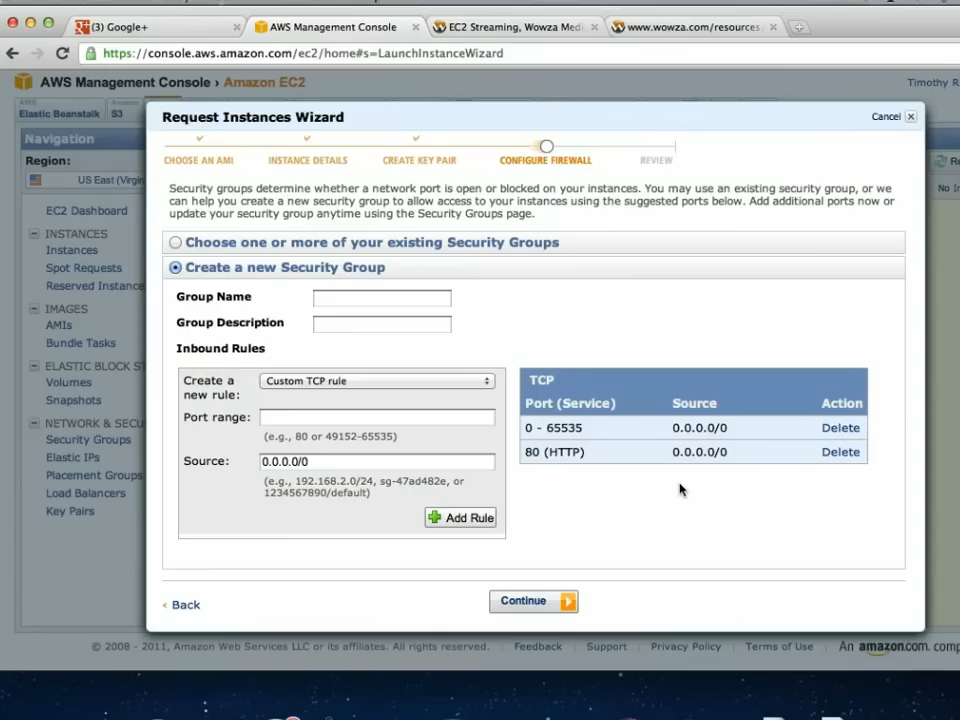 (3) Google+
AWS Management Console
EC2 Streaming, Wowza Medi
www.wowza.com/resources
https://console.aws.amazon.com/ec2/home#s=LaunchInstanceWizard
AWS Management Console › Amazon EC2
Timothy R
AWS
Elastic Beanstalk
Amazon
S3
Navigation
Region:
US East (Virgin
EC2 Dashboard
INSTANCES
Instances
Spot Requests
Reserved Instance
IMAGES
AMIs
Bundle Tasks
ELASTIC BLOCK ST
Volumes
Snapshots
NETWORK & SECU
Security Groups
Elastic IPs
Placement Groups
Load Balancers
Key Pairs
Re
No I
Request Instances Wizard
Cancel
CHOOSE AN AMI
INSTANCE DETAILS
CREATE KEY PAIR
CONFIGURE FIREWALL
REVIEW
Security groups determine whether a network port is open or blocked on your instances. You may use an existing security group, or we
can help you create a new security group to allow access to your instances using the suggested ports below. Add additional ports now or
update your security group anytime using the Security Groups page.
Choose one or more of your existing Security Groups
Create a new Security Group
Group Name
Group Description
Inbound Rules
Create a
new rule:
Custom TCP rule
Port range:
(e.g., 80 or 49152-65535)
Source:
0.0.0.0/0
(e.g., 192.168.2.0/24, sg-47ad482e, or
1234567890/default)
Add Rule
TCP
Port (Service) Source Action
0 - 65535 0.0.0.0/0 Delete
80 (HTTP) 0.0.0.0/0 Delete
‹ Back
Continue
© 2008 - 2011, Amazon Web Services LLC or its affiliates. All rights reserved.
Feedback
Support
Privacy Policy
Terms of Use
An amazon.com. comp